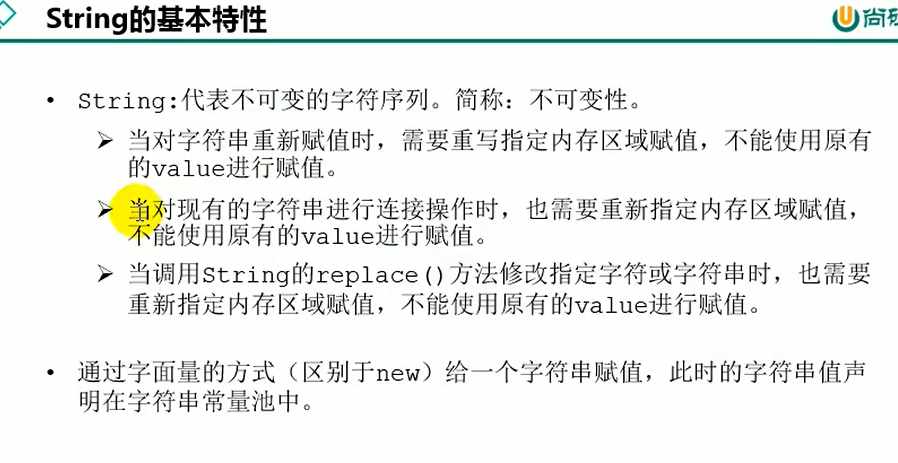 String的基本特性
尚硅
• String:代表不可变的字符序列。简称：不可变性。
➢ 当对字符串重新赋值时，需要重写指定内存区域赋值，不能使用原有
的value进行赋值。
➢ 当对现有的字符串进行连接操作时，也需要重新指定内存区域赋值，
不能使用原有的value进行赋值。
➢ 当调用String的replace()方法修改指定字符或字符串时，也需要
重新指定内存区域赋值，不能使用原有的value进行赋值。
• 通过字面量的方式（区别于new）给一个字符串赋值，此时的字符串值声
明在字符串常量池中。